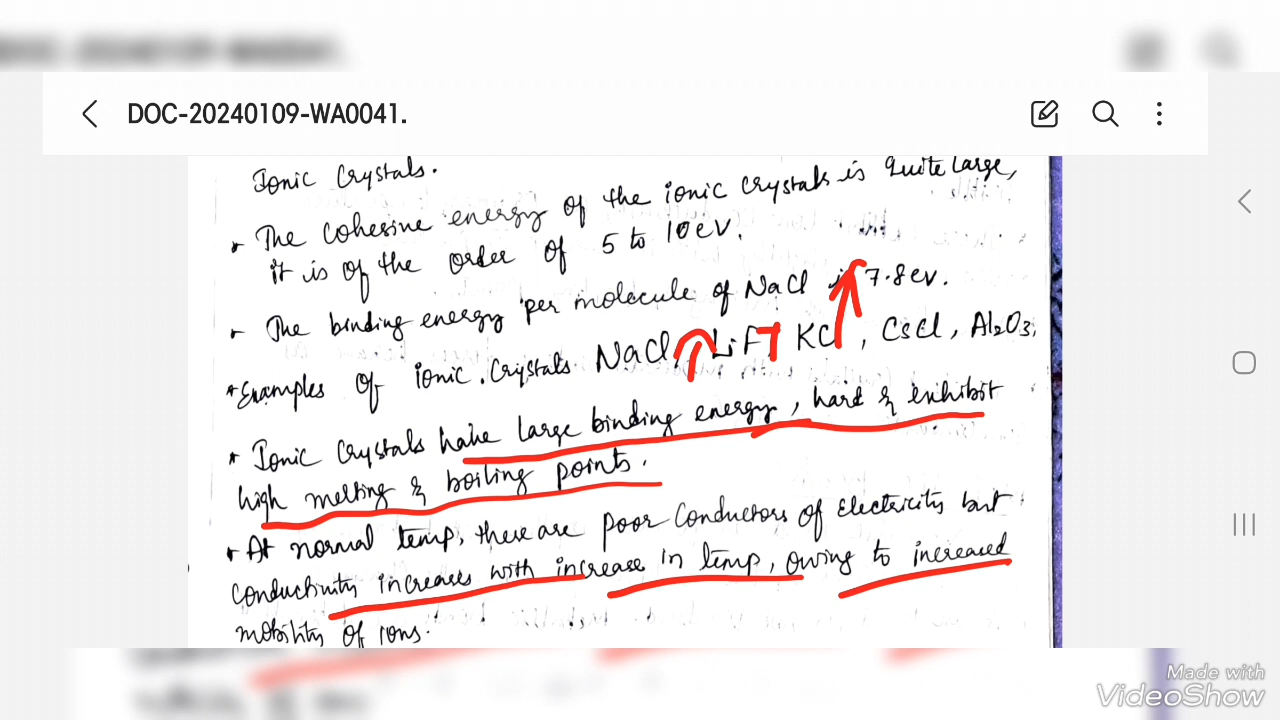 DOC-20240109-WA0041.
Ionic Crystals.
* The Cohesive energy of the ionic crystals is quite large,
it is of the order of 5 to 10eV.
* The binding energy per molecule of NaCl is 7.8ev.
* Examples of ionic crystals NaCl, LiF, KCl, CsCl, Al2O3,
* Ionic Crystals have large binding energy, hard & exhibit
high melting & boiling points.
* At normal temp, there are poor Conductors of Electricity but
conductivity increases with increase in temp, owing to increased
mobility of ions.
Made with
VideoShow